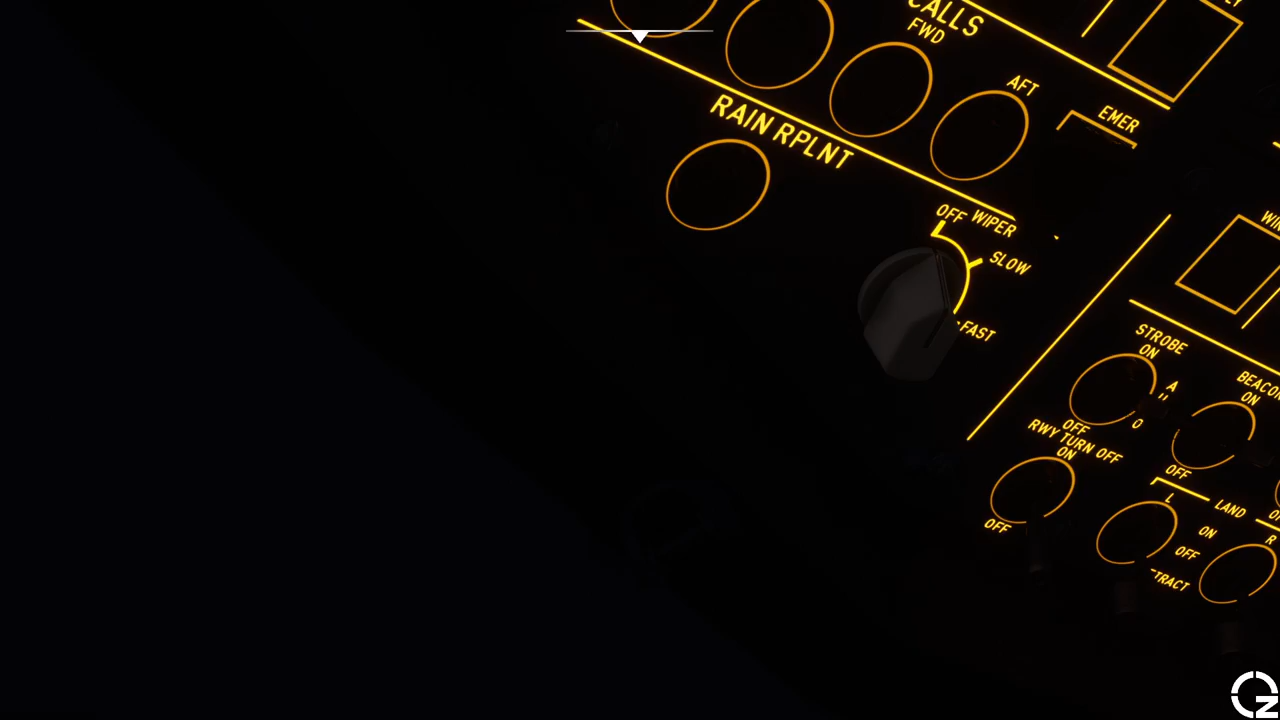 CALLS
FWD
AFT
EMER
RAIN RPLNT
OFF WIPER
SLOW
FAST
STROBE
ON
A
O
OFF
BEACON
ON
OFF
RWY TURN OFF
ON
OFF
L LAND R
ON
OFF
TRACT